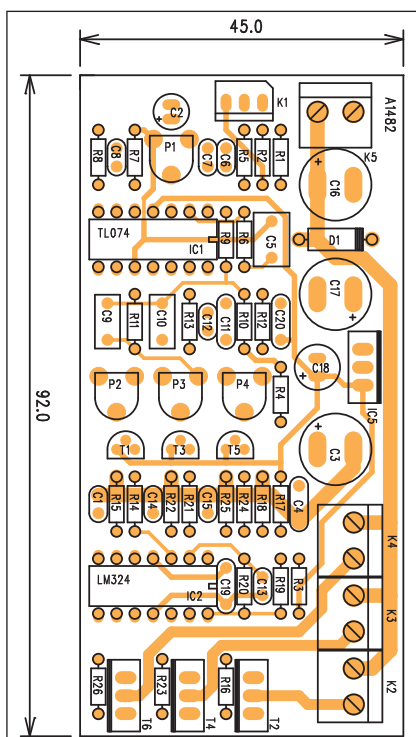 45.0
92.0
A1482
C2
K1
K5
P1
R8
C8
R7
C7
C6
R5
R2
R1
C16
TL074
IC1
R9
R6
C5
D1
C17
C9
R11
C10
R13
C12
C11
R10
R12
C20
C18
IC5
P2
P3
P4
R4
T1
T3
T5
C3
C1
R15
R14
C14
R22
R21
C15
R25
R24
R18
R17
C4
K4
LM324
IC2
C19
R20
C13
R19
R3
K3
K2
R26
T6
R23
T4
R16
T2